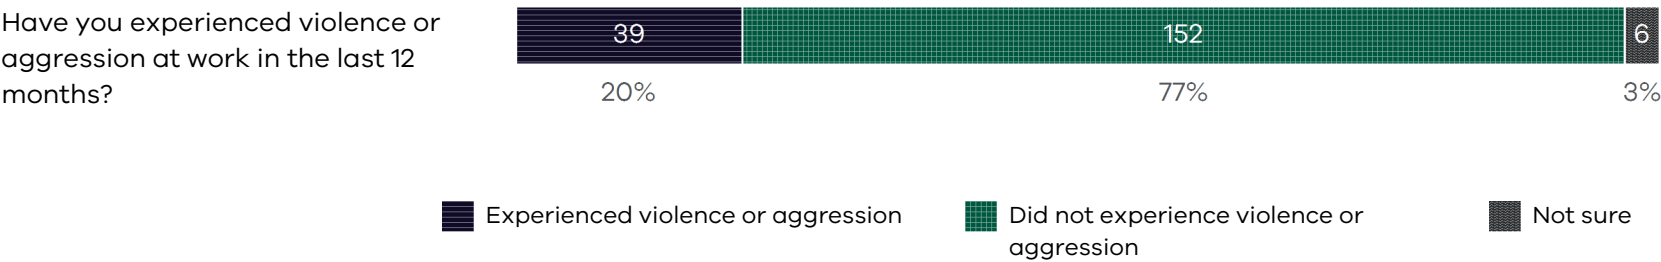 Have you experienced violence or
aggression at work in the last 12
months?
39
152
6
20%
77%
3%
Experienced violence or aggression
Did not experience violence or
aggression
Not sure